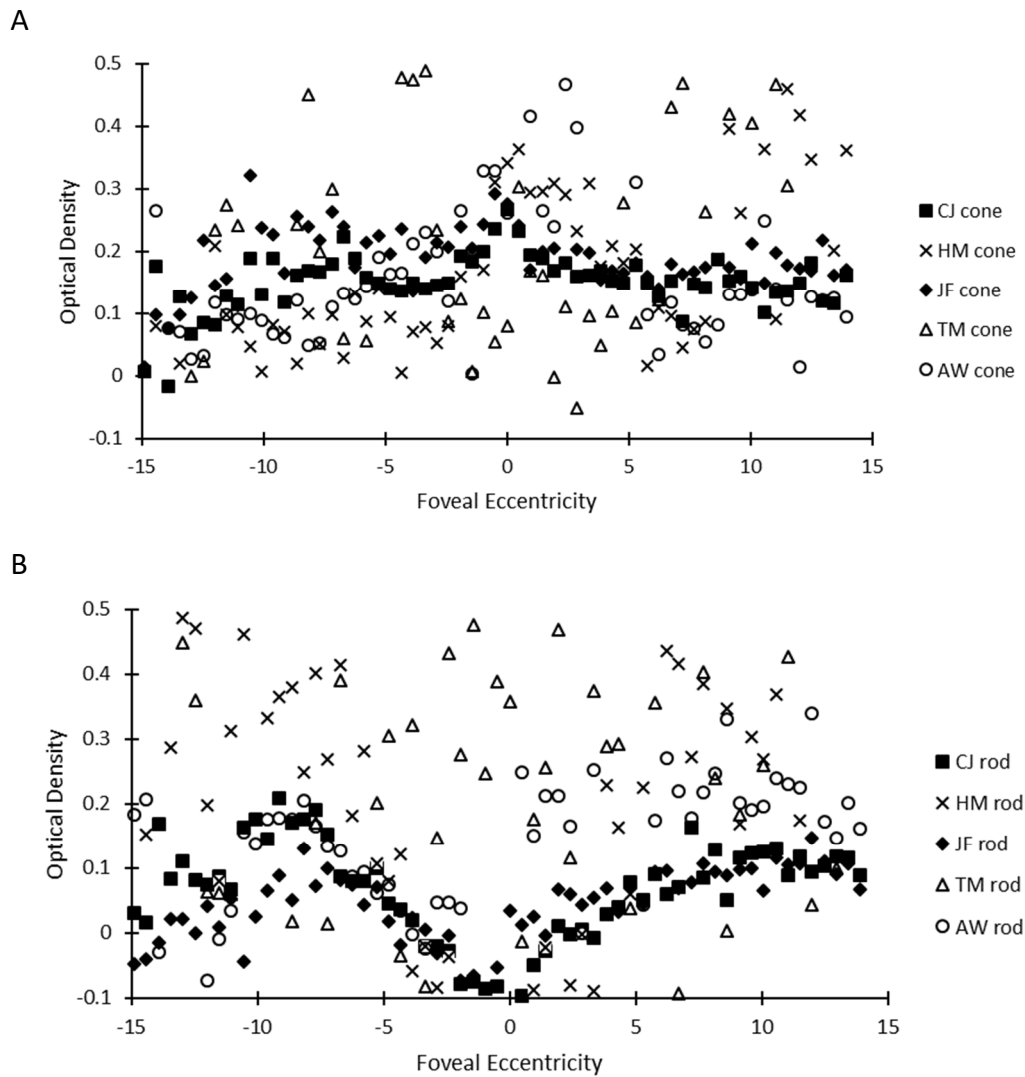 A
0.5
0.4
0.3
0.2
0.1
0
-0.1
Optical Density
-15 -10 -5 0 5 10 15
Foveal Eccentricity
CJ cone
HM cone
JF cone
TM cone
AW cone
B
0.5
0.4
0.3
0.2
0.1
0
-0.1
Optical Density
-15 -10 -5 0 5 10 15
Foveal Eccentricity
CJ rod
HM rod
JF rod
TM rod
AW rod